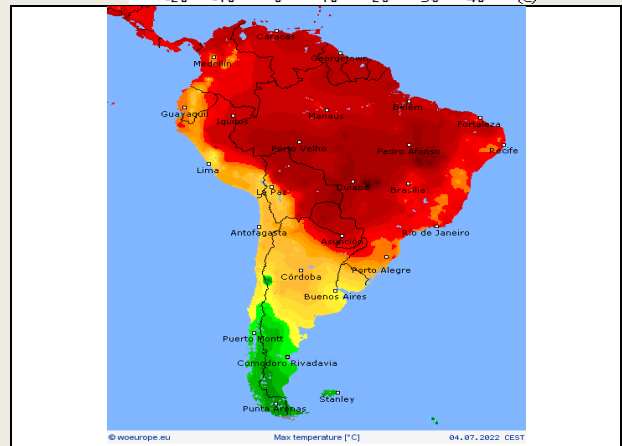 Caracas
Medellín Georgetown
Guayaquil Iquitos Manaus Belém
Fortaleza
Porto Velho Pedro Afonso Recife
Lima
La Paz Cuiabá Brasília
Antofagasta Asunción Rio de Janeiro
Córdoba Porto Alegre
Buenos Aires
Puerto Montt
Comodoro Rivadavia
Stanley
Punta Arenas
© woeurope.eu Max temperature [°C] 04.07.2022 CEST